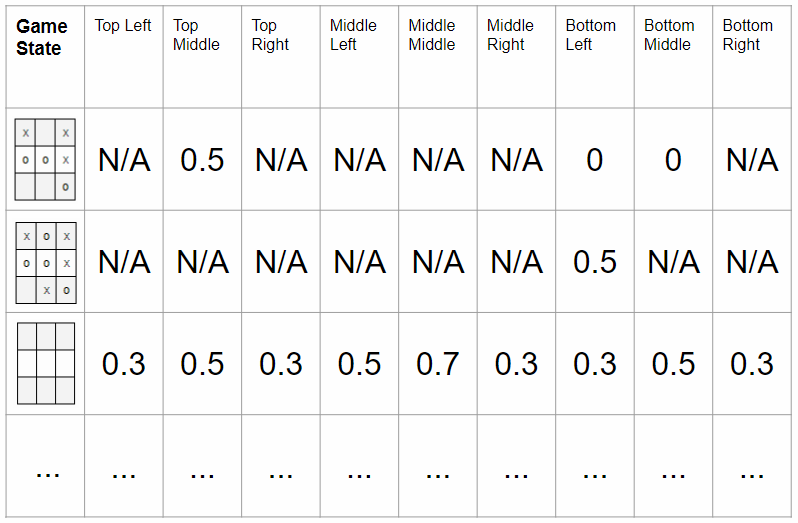 Game State Top Left Top Middle Top Right Middle Left Middle Middle Middle Right Bottom Left Bottom Middle Bottom Right
x x
o o x
o
N/A 0.5 N/A N/A N/A N/A 0 0 N/A
x o x
o o x
x o
N/A N/A N/A N/A N/A N/A 0.5 N/A N/A
0.3 0.5 0.3 0.5 0.7 0.3 0.3 0.5 0.3
... ... ... ... ... ... ... ... ... ...